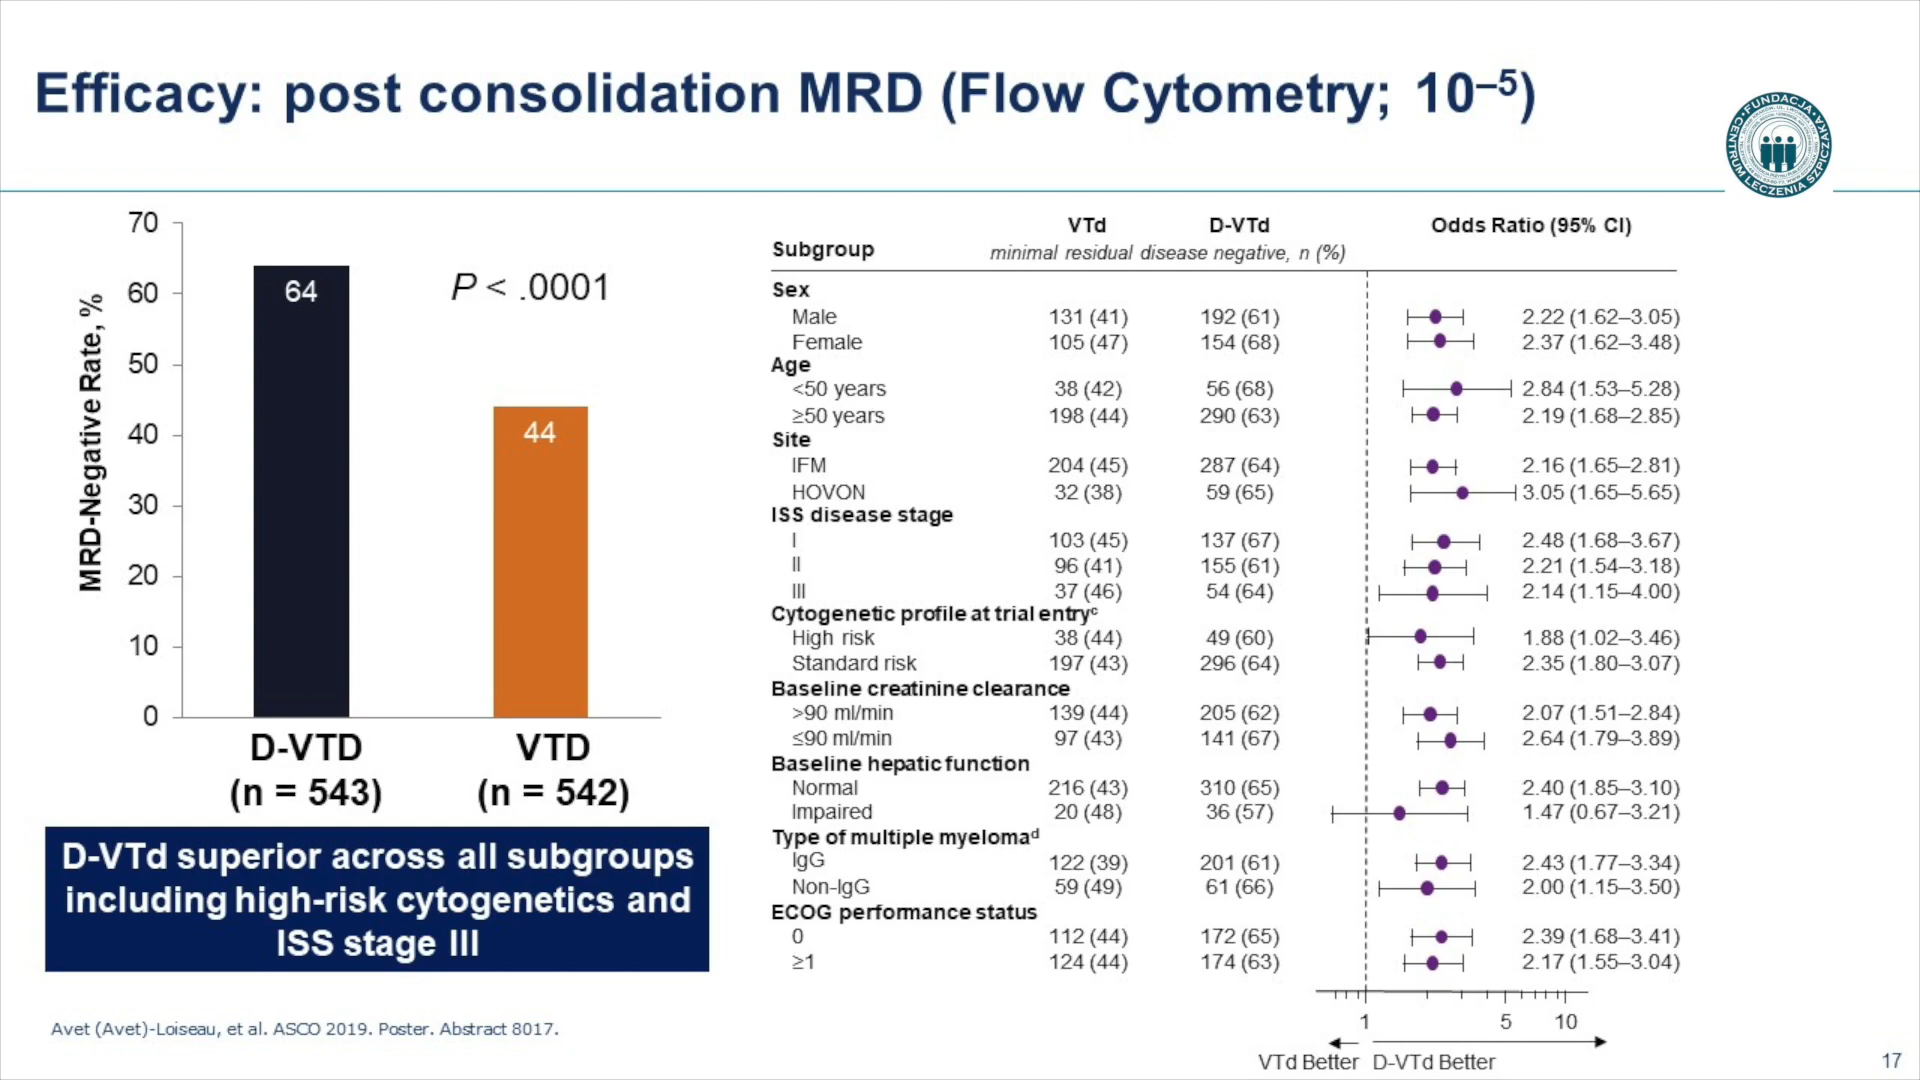 Efficacy: post consolidation MRD (Flow Cytometry; 10–5)
FUNDACJA
CENTRUM LECZENIA SZPICZAKA
70
60
50
40
30
20
10
0
MRD-Negative Rate, %
64
44
P < .0001
D-VTD
(n = 543)
VTD
(n = 542)
D-VTd superior across all subgroups
including high-risk cytogenetics and
ISS stage III
VTd D-VTd Odds Ratio (95% CI)
Subgroup minimal residual disease negative, n (%)
Sex
Male 131 (41) 192 (61) 2.22 (1.62–3.05)
Female 105 (47) 154 (68) 2.37 (1.62–3.48)
Age
<50 years 38 (42) 56 (68) 2.84 (1.53–5.28)
≥50 years 198 (44) 290 (63) 2.19 (1.68–2.85)
Site
IFM 204 (45) 287 (64) 2.16 (1.65–2.81)
HOVON 32 (38) 59 (65) 3.05 (1.65–5.65)
ISS disease stage
I 103 (45) 137 (67) 2.48 (1.68–3.67)
II 96 (41) 155 (61) 2.21 (1.54–3.18)
III 37 (46) 54 (64) 2.14 (1.15–4.00)
Cytogenetic profile at trial entryᶜ
High risk 38 (44) 49 (60) 1.88 (1.02–3.46)
Standard risk 197 (43) 296 (64) 2.35 (1.80–3.07)
Baseline creatinine clearance
>90 ml/min 139 (44) 205 (62) 2.07 (1.51–2.84)
≤90 ml/min 97 (43) 141 (67) 2.64 (1.79–3.89)
Baseline hepatic function
Normal 216 (43) 310 (65) 2.40 (1.85–3.10)
Impaired 20 (48) 36 (57) 1.47 (0.67–3.21)
Type of multiple myelomaᵈ
IgG 122 (39) 201 (61) 2.43 (1.77–3.34)
Non-IgG 59 (49) 61 (66) 2.00 (1.15–3.50)
ECOG performance status
0 112 (44) 172 (65) 2.39 (1.68–3.41)
≥1 124 (44) 174 (63) 2.17 (1.55–3.04)
1 5 10
VTd Better D-VTd Better
Avet (Avet)-Loiseau, et al. ASCO 2019. Poster. Abstract 8017.
17